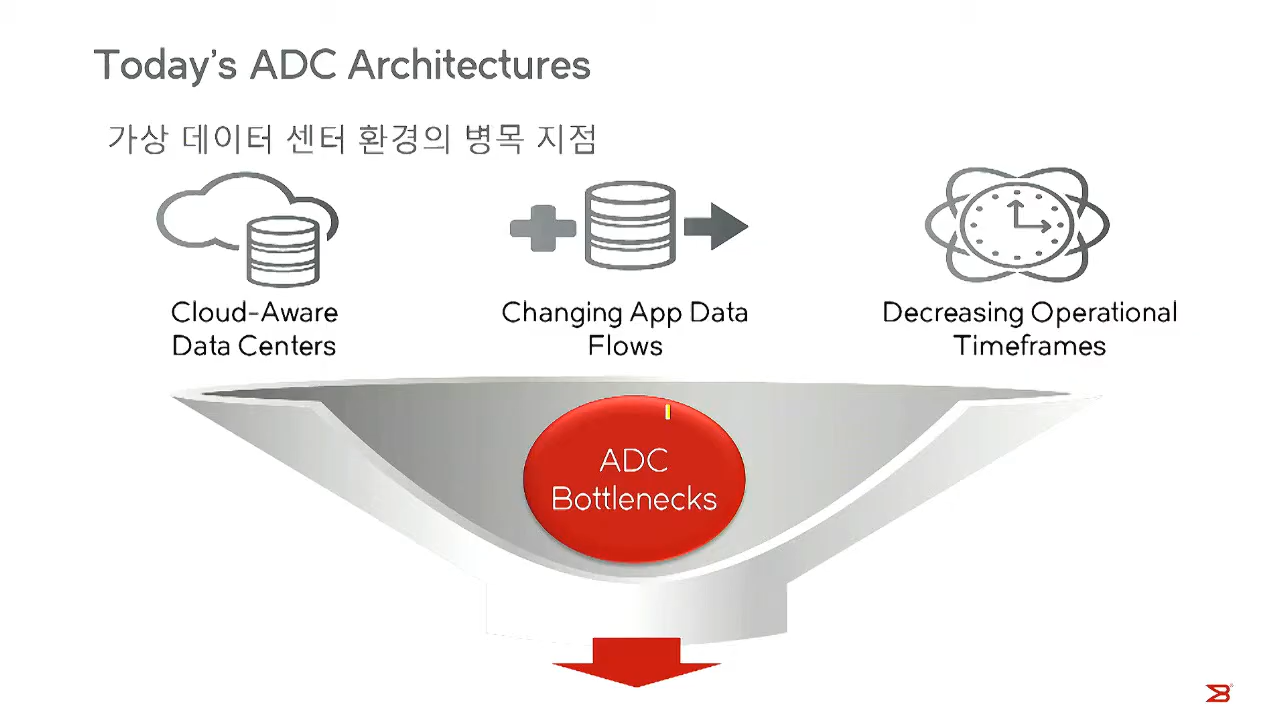 Today's ADC Architectures
가상 데이터 센터 환경의 병목 지점
Cloud-Aware
Data Centers
Changing App Data
Flows
Decreasing Operational
Timeframes
ADC
Bottlenecks